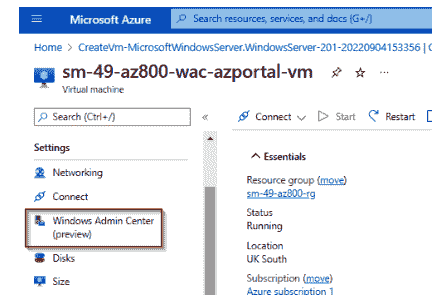 Microsoft Azure
Search resources, services, and docs (G+/)
Home > CreateVm-MicrosoftWindowsServer.WindowsServer-201-20220904153356 |
sm-49-az800-wac-azportal-vm
Virtual machine
Search (Ctrl+/)
«
Connect
Start
Restart
Settings
Networking
Connect
Windows Admin Center
(preview)
Disks
Size
Essentials
Resource group (move)
sm-49-az800-rg
Status
Running
Location
UK South
Subscription (move)
Azure subscription 1